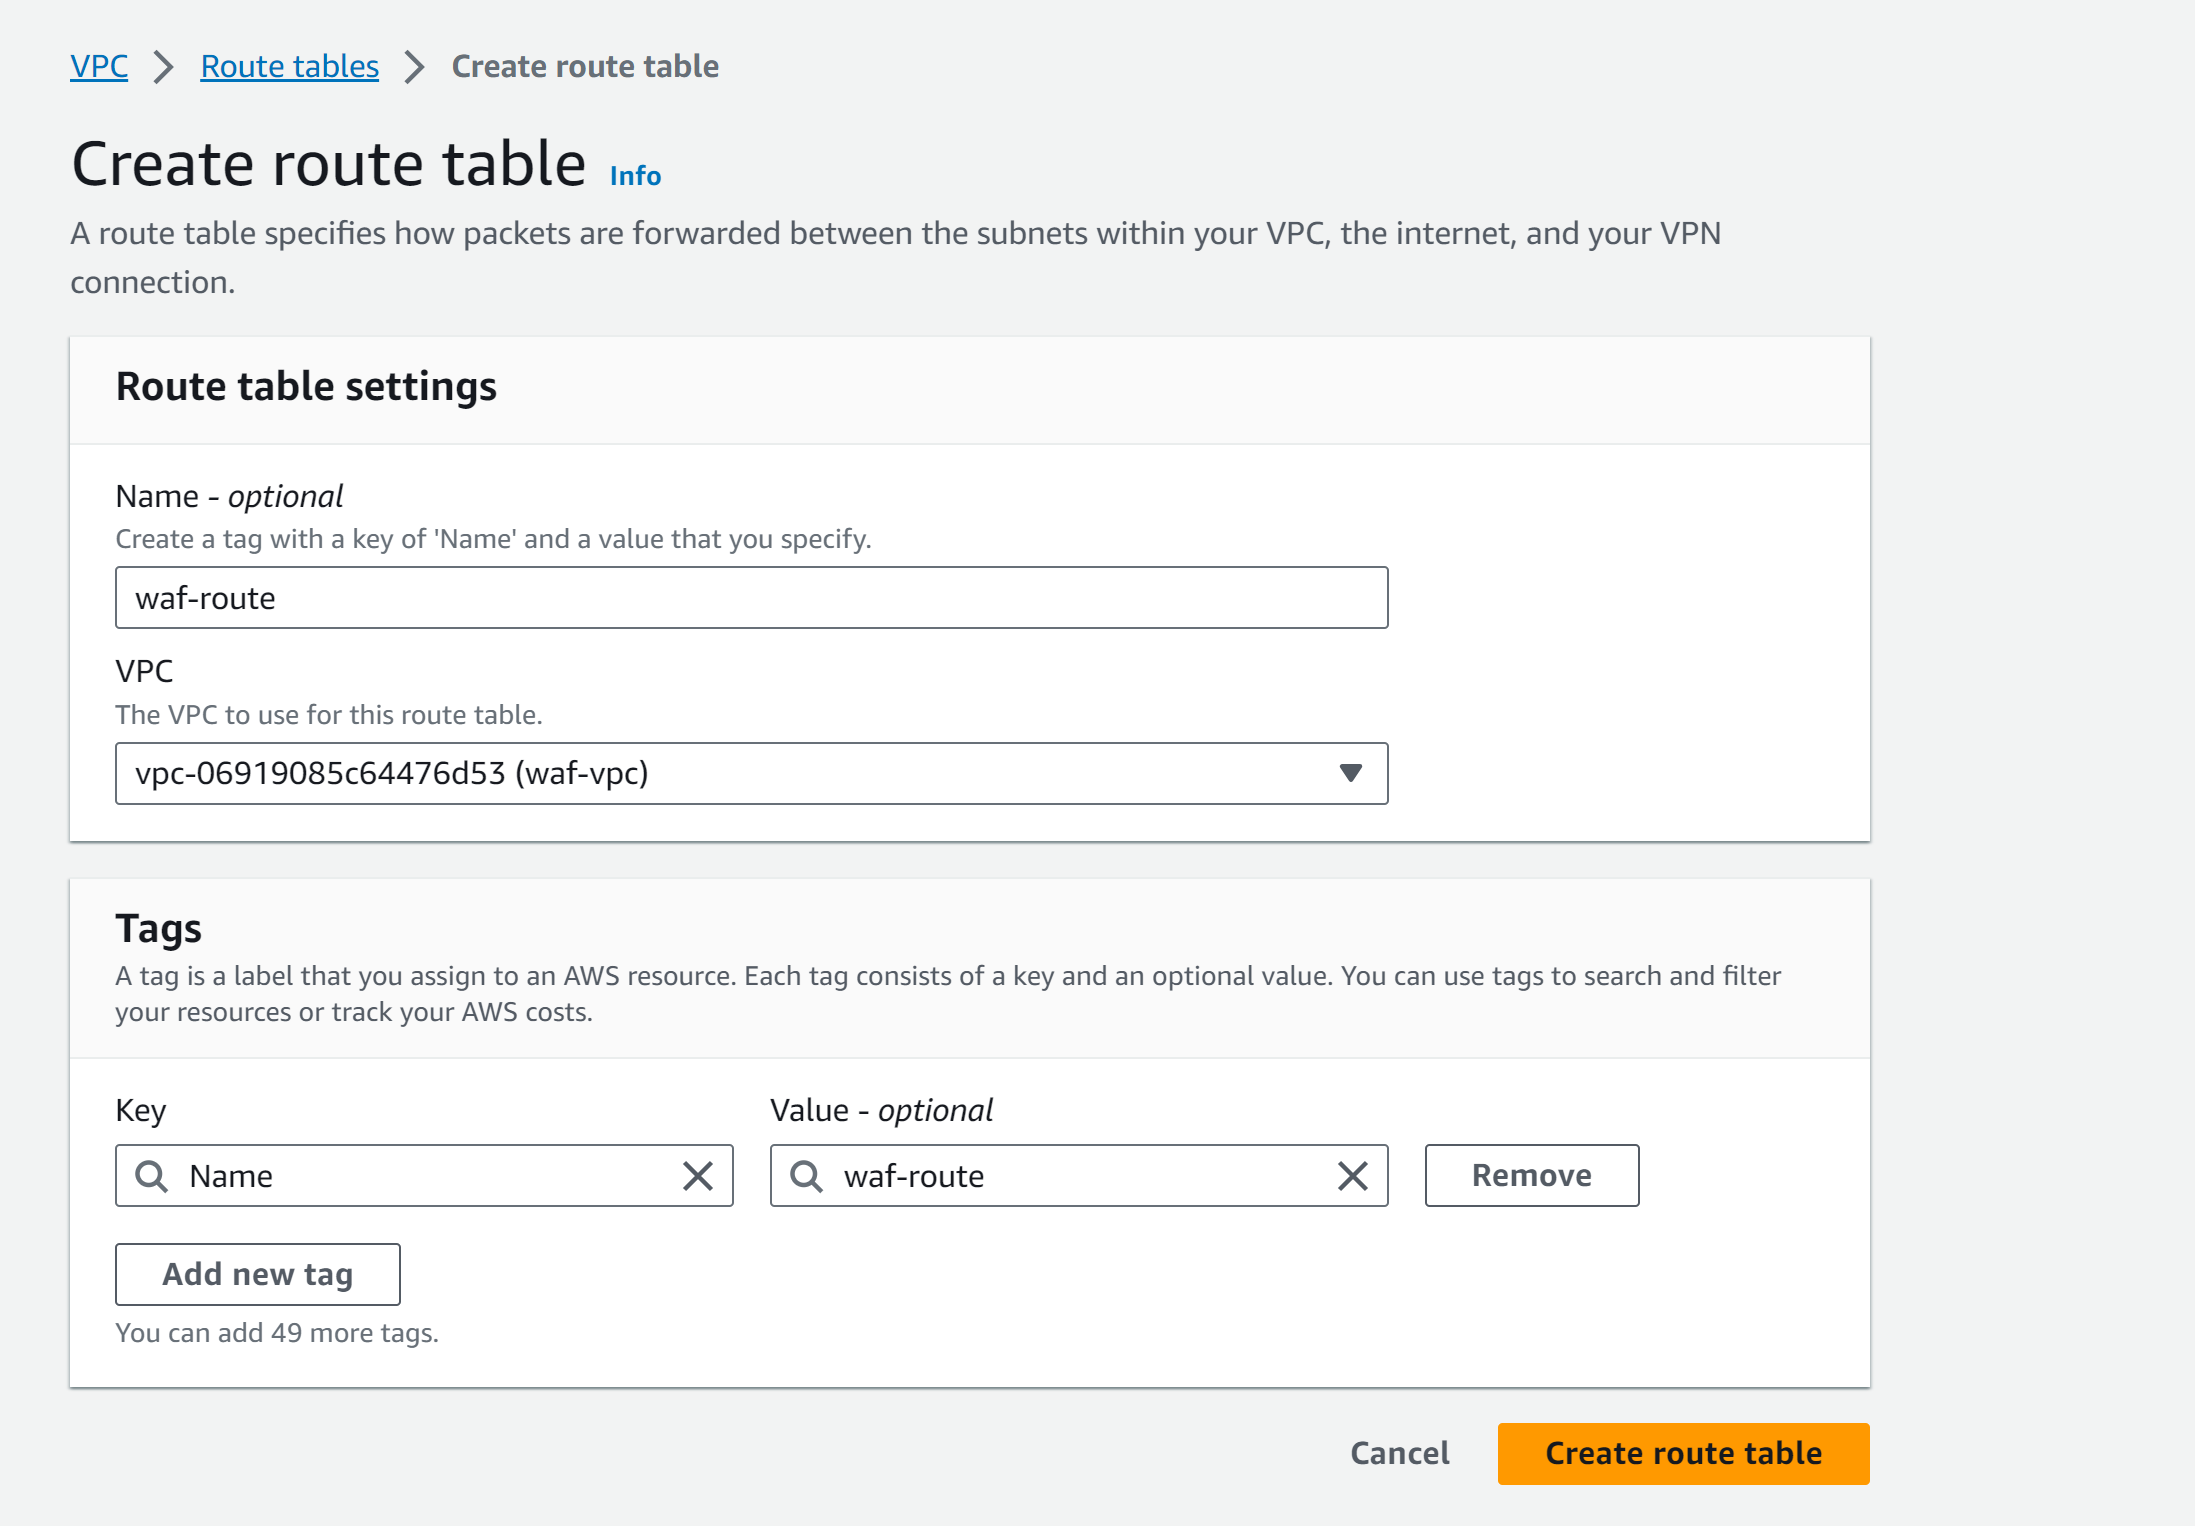 VPC > Route tables > Create route table
Create route table Info
A route table specifies how packets are forwarded between the subnets within your VPC, the internet, and your VPN
connection.
Route table settings
Name - optional
Create a tag with a key of 'Name' and a value that you specify.
waf-route
VPC
The VPC to use for this route table.
vpc-06919085c64476d53 (waf-vpc)
Tags
A tag is a label that you assign to an AWS resource. Each tag consists of a key and an optional value. You can use tags to search and filter
your resources or track your AWS costs.
Key Value - optional
Name waf-route Remove
Add new tag
You can add 49 more tags.
Cancel Create route table